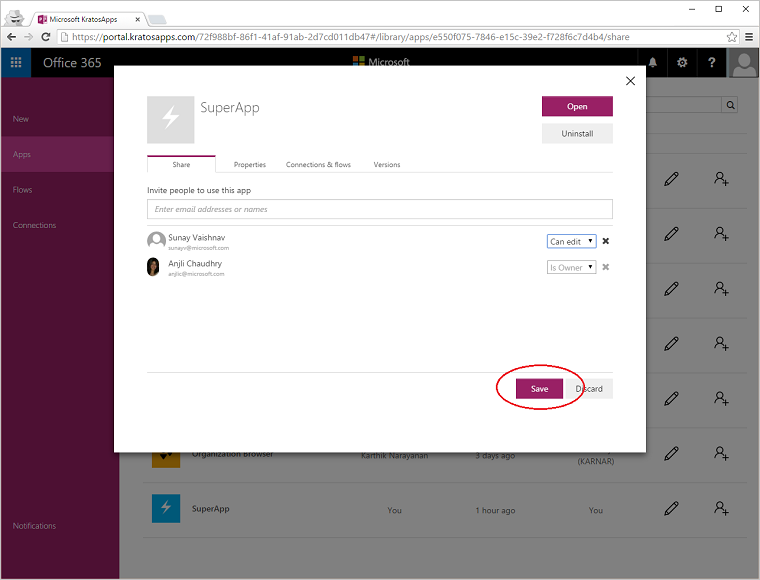 Microsoft KratosApps
https://portal.kratosapps.com/72f988bf-86f1-41af-91ab-2d7cd011db47#/library/apps/e550f075-7846-e15c-39e2-f728f6c7d4b4/share
Office 365
Microsoft
?
New
Apps
Flows
Connections
Notifications
SuperApp
Open
Uninstall
Share Properties Connections & flows Versions
Invite people to use this app
Enter email addresses or names
Sunay Vaishnav
sunayv@microsoft.com
Can edit
Anjli Chaudhry
anjlic@microsoft.com
Is Owner
Save Discard
Organization Browser Karthik Narayanan 3 days ago
(KARNAR)
SuperApp You 1 hour ago You